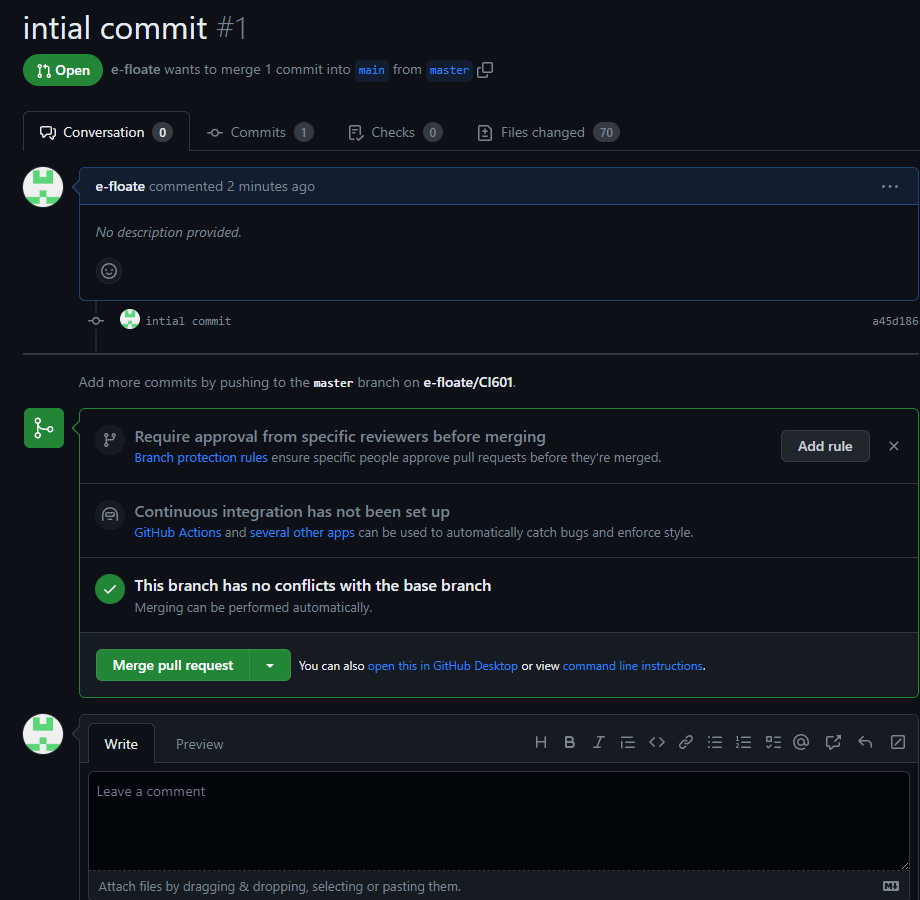 intial commit #1
Open e-floate wants to merge 1 commit into main from master
Conversation 0 Commits 1 Checks 0 Files changed 70
e-floate commented 2 minutes ago
No description provided.
intial commit a45d186
Add more commits by pushing to the master branch on e-floate/CI601.
Require approval from specific reviewers before merging
Branch protection rules ensure specific people approve pull requests before they're merged.
Add rule
Continuous integration has not been set up
GitHub Actions and several other apps can be used to automatically catch bugs and enforce style.
This branch has no conflicts with the base branch
Merging can be performed automatically.
Merge pull request You can also open this in GitHub Desktop or view command line instructions.
Write Preview
Leave a comment
Attach files by dragging & dropping, selecting or pasting them.